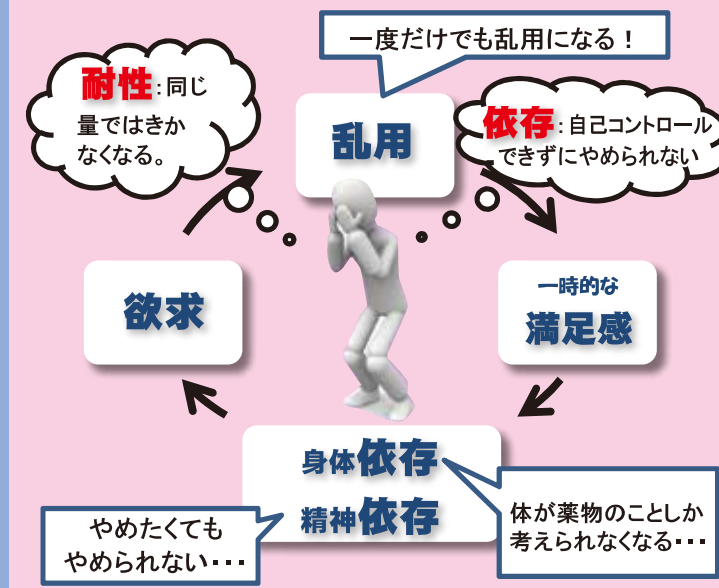 一度だけでも乱用になる！
耐性:同じ
量ではきか
なくなる。
乱用
依存:自己コントロール
できずにやめられない
欲求
一時的な
満足感
身体依存
精神依存
やめたくても
やめられない・・・
体が薬物のことしか
考えられなくなる・・・